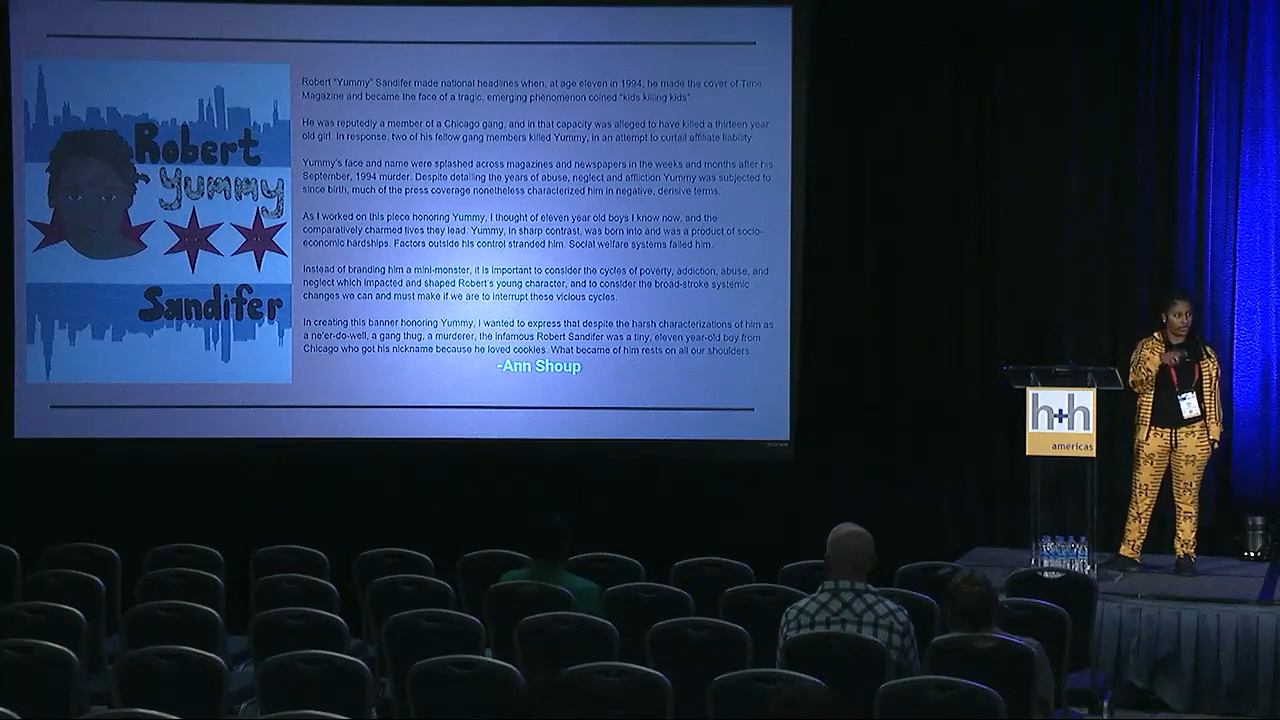 Robert
Yummy
Sandifer
Robert "Yummy" Sandifer made national headlines when, at age eleven in 1994, he made the cover of Time
Magazine and became the face of a tragic, emerging phenomenon coined "kids killing kids".
He was reputedly a member of a Chicago gang, and in that capacity was alleged to have killed a thirteen year
old girl. In response, two of his fellow gang members killed Yummy, in an attempt to curtail affiliate liability.
Yummy's face and name were splashed across magazines and newspapers in the weeks and months after his
September, 1994 murder. Despite detailing the years of abuse, neglect and affliction Yummy was subjected to
since birth, much of the press coverage nonetheless characterized him in negative, derisive terms.
As I worked on this piece honoring Yummy, I thought of eleven year old boys I know now, and the
comparatively charmed lives they lead. Yummy, in sharp contrast, was born into and was a product of socio-
economic hardships. Factors outside his control stranded him. Social welfare systems failed him.
Instead of branding him a mini-monster, it is important to consider the cycles of poverty, addiction, abuse, and
neglect which impacted and shaped Robert's young character, and to consider the broad-stroke systemic
changes we can and must make if we are to interrupt these vicious cycles.
In creating this banner honoring Yummy, I wanted to express that despite the harsh characterizations of him as
a ne'er-do-well, a gang thug, a murderer, the infamous Robert Sandifer was a tiny, eleven year-old boy from
Chicago who got his nickname because he loved cookies. What became of him rests on all our shoulders.
-Ann Shoup
h+h
americas